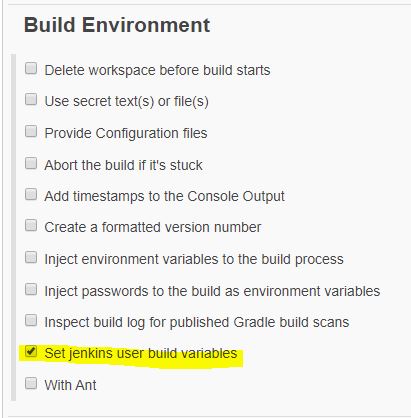 Build Environment
Delete workspace before build starts
Use secret text(s) or file(s)
Provide Configuration files
Abort the build if it's stuck
Add timestamps to the Console Output
Create a formatted version number
Inject environment variables to the build process
Inject passwords to the build as environment variables
Inspect build log for published Gradle build scans
Set jenkins user build variables
With Ant